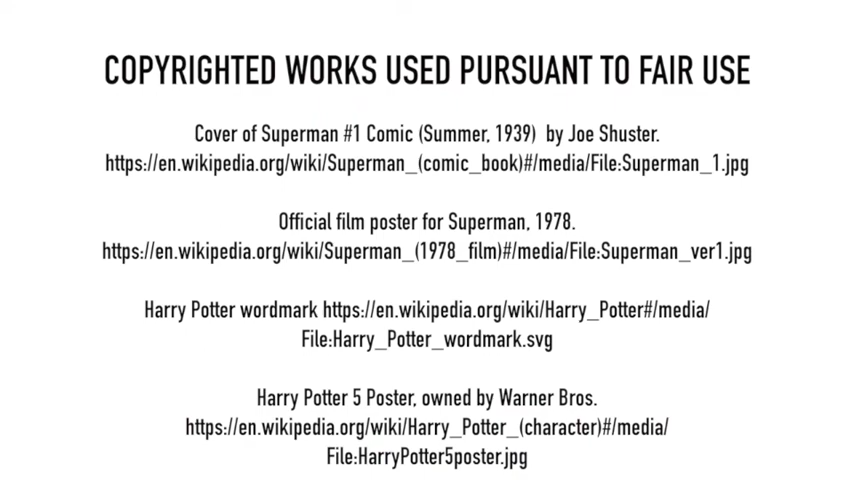 COPYRIGHTED WORKS USED PURSUANT TO FAIR USE
Cover of Superman #1 Comic (Summer, 1939) by Joe Shuster.
https://en.wikipedia.org/wiki/Superman_(comic_book)#/media/File:Superman_1.jpg
Official film poster for Superman, 1978.
https://en.wikipedia.org/wiki/Superman_(1978_film)#/media/File:Superman_ver1.jpg
Harry Potter wordmark https://en.wikipedia.org/wiki/Harry_Potter#/media/
File:Harry_Potter_wordmark.svg
Harry Potter 5 Poster, owned by Warner Bros.
https://en.wikipedia.org/wiki/Harry_Potter_(character)#/media/
File:HarryPotter5poster.jpg